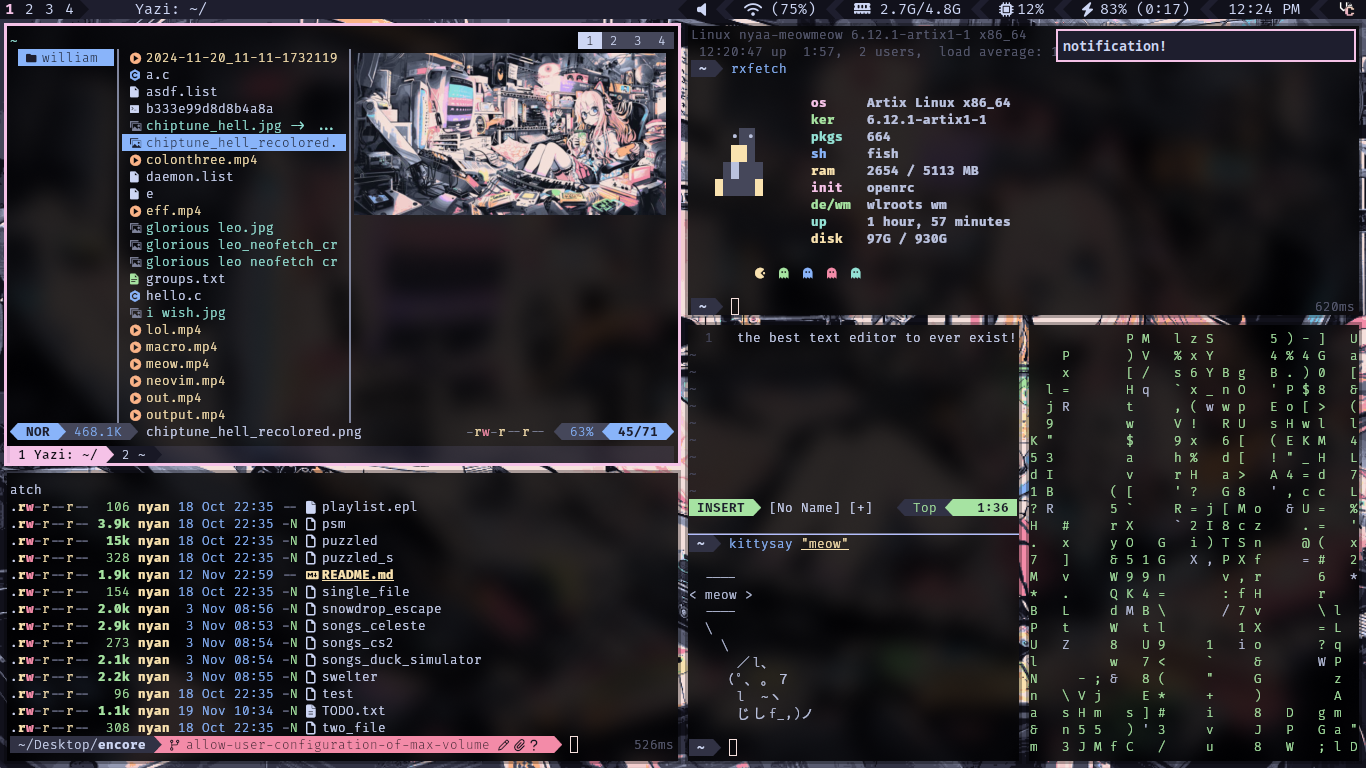 1 2 3 4 Yazi: ~/
(75%) 2.7G/4.8G 12% 83% (0:17) 12:24 PM
~
1 2 3 4
william
2024-11-20_11-11-1732119
a.c
asdf.list
b333e99d8d8b4a8a
chiptune_hell.jpg -> …
chiptune_hell_recolored.
colonthree.mp4
daemon.list
e
eff.mp4
glorious leo.jpg
glorious leo_neofetch_cr
glorious leo neofetch cr
groups.txt
hello.c
i wish.jpg
lol.mp4
macro.mp4
meow.mp4
neovim.mp4
out.mp4
output.mp4
NOR 468.1K chiptune_hell_recolored.png -rw-r--r-- 63% 45/71
1 Yazi: ~/ 2 ~
atch
.rw-r--r-- 106 nyan 18 Oct 22:35 -- playlist.epl
.rw-r--r-- 3.9k nyan 18 Oct 22:35 -N psm
.rw-r--r-- 15k nyan 18 Oct 22:35 -N puzzled
.rw-r--r-- 328 nyan 18 Oct 22:35 -N puzzled_s
.rw-r--r-- 1.9k nyan 12 Nov 22:59 -- README.md
.rw-r--r-- 154 nyan 18 Oct 22:35 -N single_file
.rw-r--r-- 2.0k nyan 3 Nov 08:56 -N snowdrop_escape
.rw-r--r-- 2.9k nyan 3 Nov 08:53 -N songs_celeste
.rw-r--r-- 273 nyan 3 Nov 08:54 -N songs_cs2
.rw-r--r-- 2.1k nyan 3 Nov 08:54 -N songs_duck_simulator
.rw-r--r-- 2.2k nyan 3 Nov 08:55 -N swelter
.rw-r--r-- 96 nyan 18 Oct 22:35 -N test
.rw-r--r-- 1.1k nyan 19 Nov 10:34 -N TODO.txt
.rw-r--r-- 308 nyan 18 Oct 22:35 -N two_file
~/Desktop/encore allow-user-configuration-of-max-volume ? 526ms
Linux nyaa-meowmeow 6.12.1-artix1-1 x86_64
12:20:47 up 1:57, 2 users, load average:
notification!
~ rxfetch
os Artix Linux x86_64
ker 6.12.1-artix1-1
pkgs 664
sh fish
ram 2654 / 5113 MB
init openrc
de/wm wlroots wm
up 1 hour, 57 minutes
disk 97G / 930G
~ 620ms
1 the best text editor to ever exist!
INSERT [No Name] [+] Top 1:36
~ kittysay "meow"
____
< meow >
‾‾‾‾
\
\
／l、
(ﾟ、 。 7
l ~ヽ
じしf_,)ノ
~